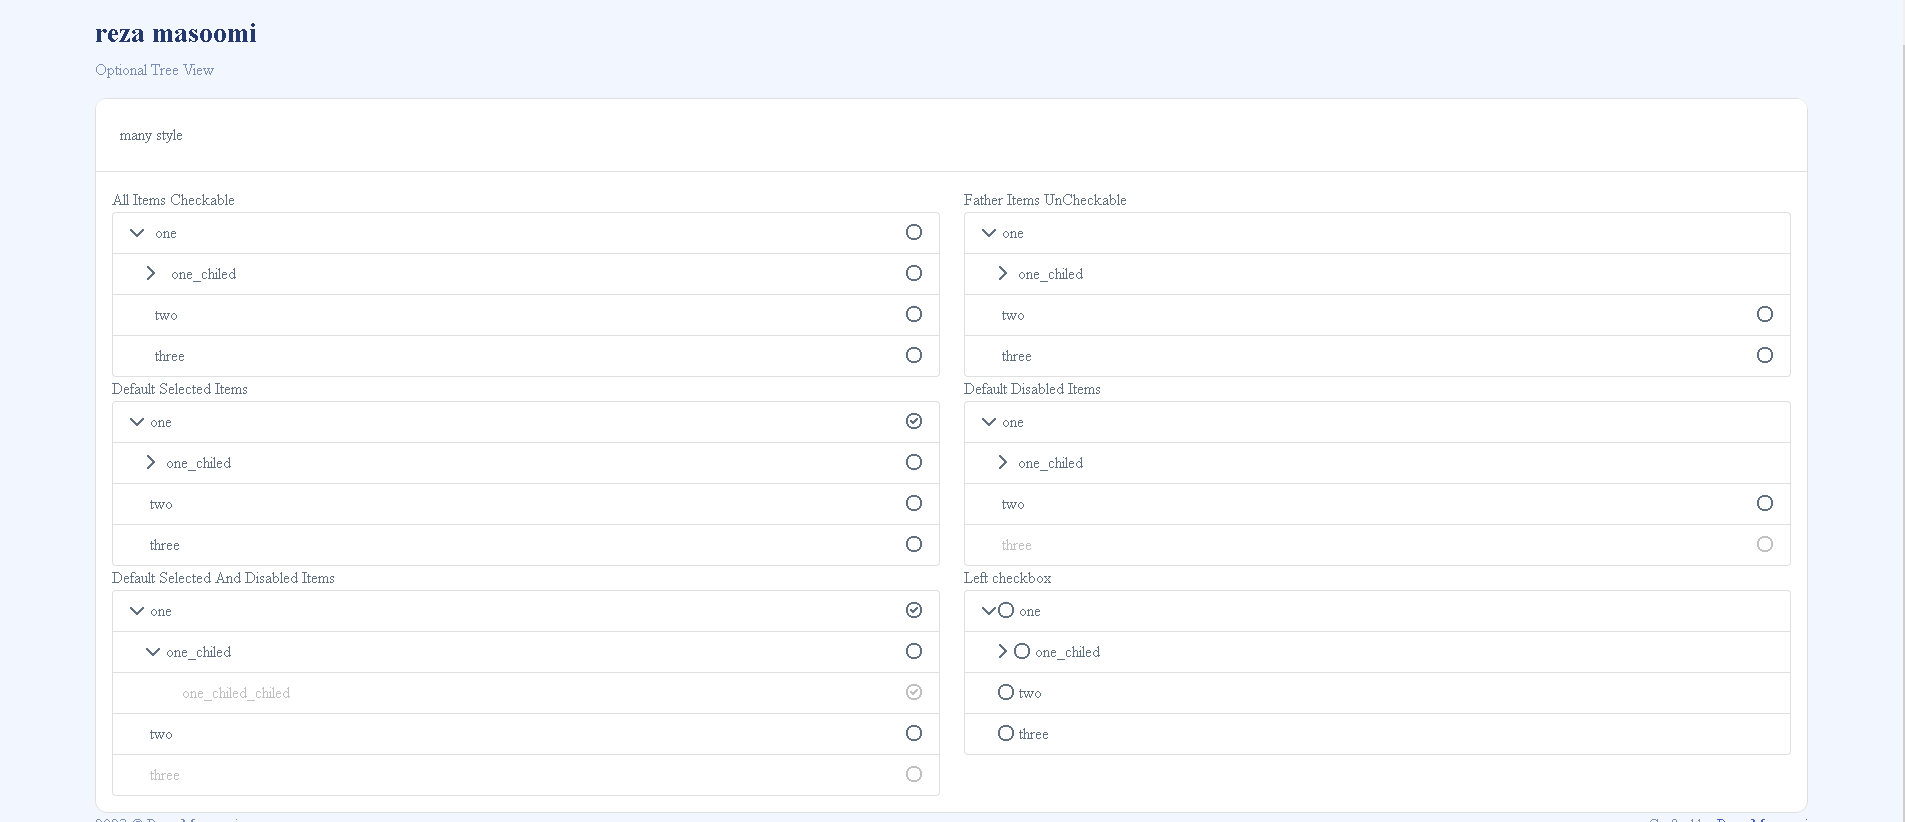 reza masoomi
Optional Tree View
many style
All Items Checkable
one
one_chiled
two
three
Father Items UnCheckable
one
one_chiled
two
three
Default Selected Items
one
one_chiled
two
three
Default Disabled Items
one
one_chiled
two
three
Default Selected And Disabled Items
one
one_chiled
one_chiled_chiled
two
three
Left checkbox
one
one_chiled
two
three